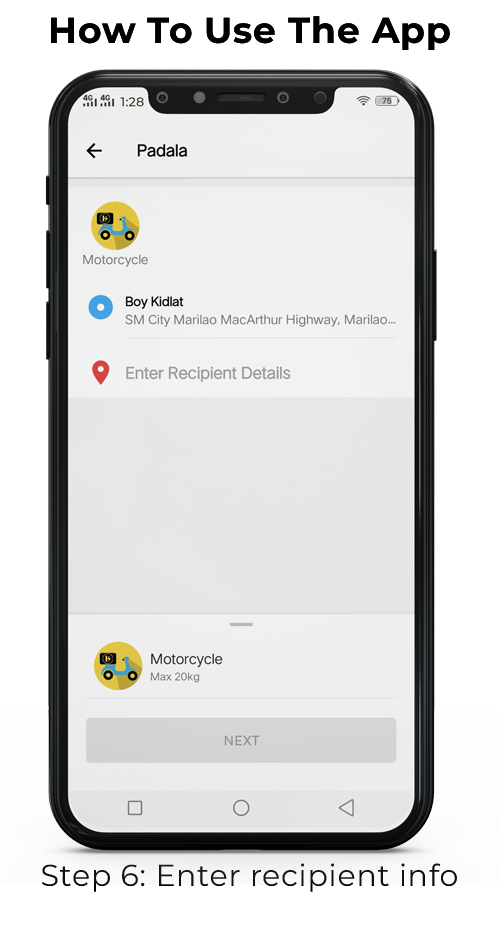 How To Use The App
4G 4G 1:28 75
Padala
Motorcycle
Boy Kidlat
SM City Marilao MacArthur Highway, Marilao...
Enter Recipient Details
Motorcycle
Max 20kg
NEXT
Step 6: Enter recipient info